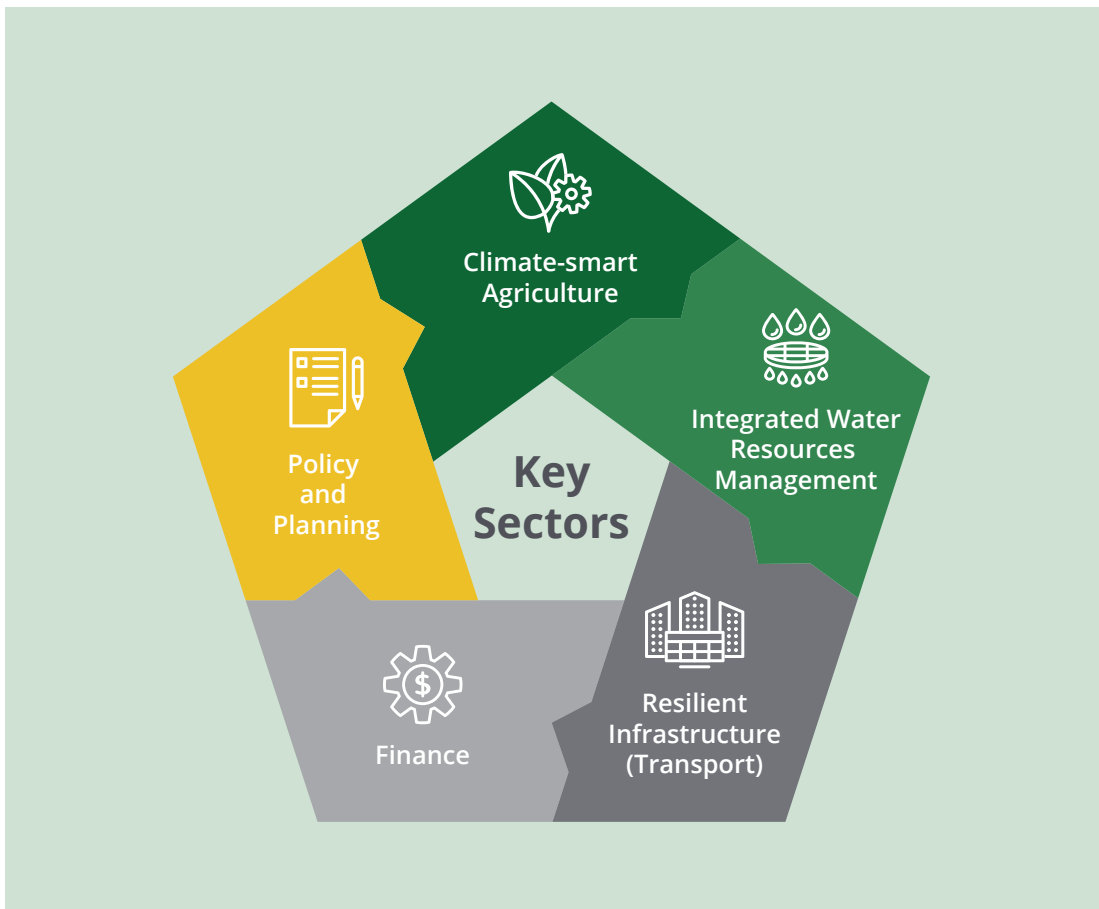 Climate-smart
Agriculture
Integrated Water
Resources
Management
Policy
and
Planning
Key
Sectors
Resilient
Infrastructure
(Transport)
$
Finance